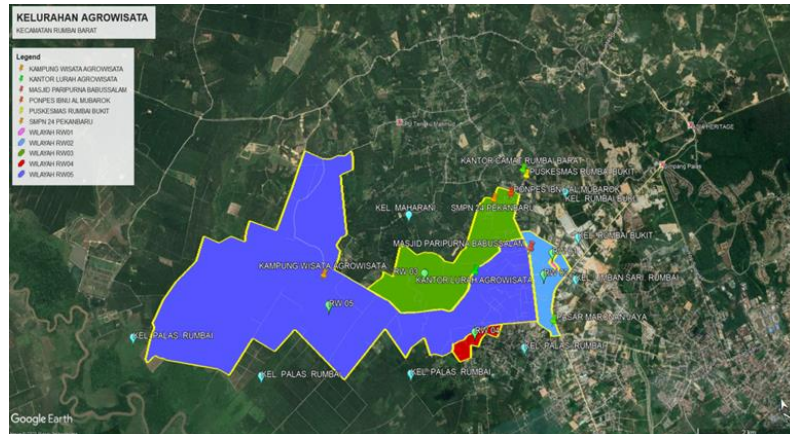 KELURAHAN AGROWISATA
KECAMATAN RUMBAI BARAT
Legend
KAMPUNG WISATA AGROWISATA
KANTOR LURAH AGROWISATA
MASJID PARIPURNA BABUSSALAM
PONPES IBNU AL MUBAROK
PUSKESMAS RUMBAI BUKIT
SMPN 24 PEKANBARU
WILAYAH RW01
WILAYAH RW02
WILAYAH RW03
WILAYAH RW04
WILAYAH RW05
KANTOR CAMAT RUMBAI BARAT
PUSKESMAS RUMBAI BUKIT
PONPES IBNU AL MUBAROK
SMPN 24 PEKANBARU
KEL. MAHARANI
KEL. RUMBAI BUKIT
MASJID PARIPURNA BABUSSALAM
KAMPUNG WISATA AGROWISATA
RW 03
KANTOR LURAH AGROWISATA
RW 05
KEL. PALAS RUMBAI
KEL. PALAS RUMBAI
KEL. PALAS RUMBAI
KEL. PALAS RUMBAI
Google Earth